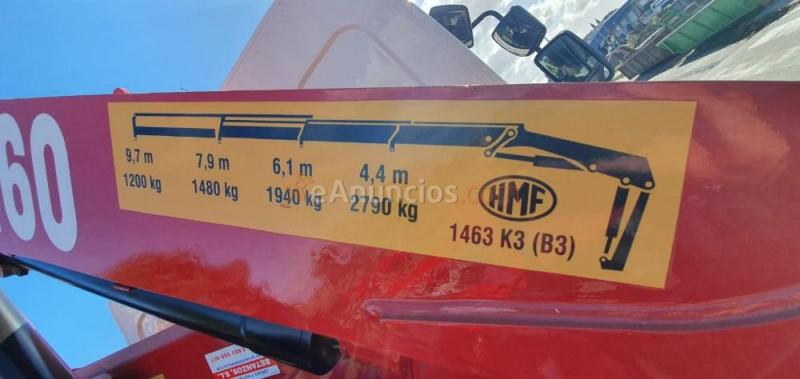 60
9,7 m 7,9 m 6,1 m 4,4 m
1200 kg 1480 kg 1940 kg 2790 kg
eAnuncios.c
HMF
1463 K3 (B3)
BETANZOS, S.L.